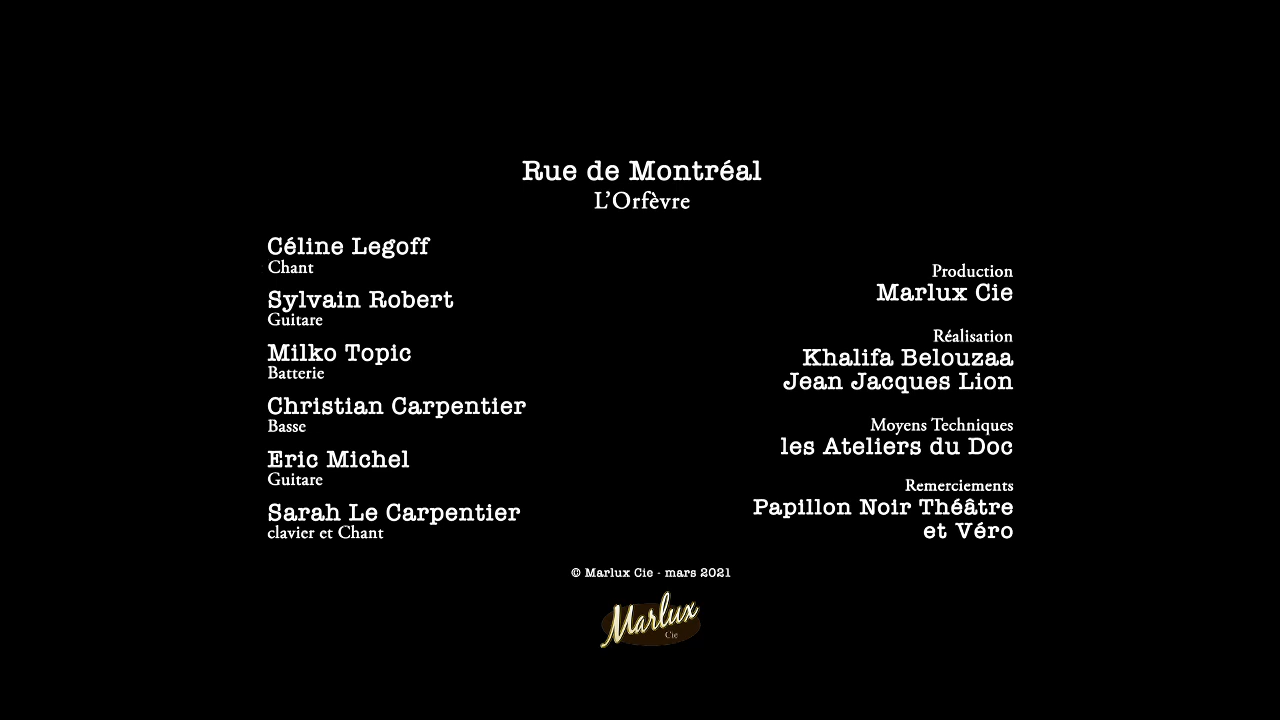 Rue de Montréal
L'Orfèvre
Céline Legoff
Chant
Sylvain Robert
Guitare
Milko Topic
Batterie
Christian Carpentier
Basse
Eric Michel
Guitare
Sarah Le Carpentier
clavier et Chant
Production
Marlux Cie
Réalisation
Khalifa Belouzaa
Jean Jacques Lion
Moyens Techniques
les Ateliers du Doc
Remerciements
Papillon Noir Théâtre
et Véro
© Marlux Cie - mars 2021
Marlux
Cie